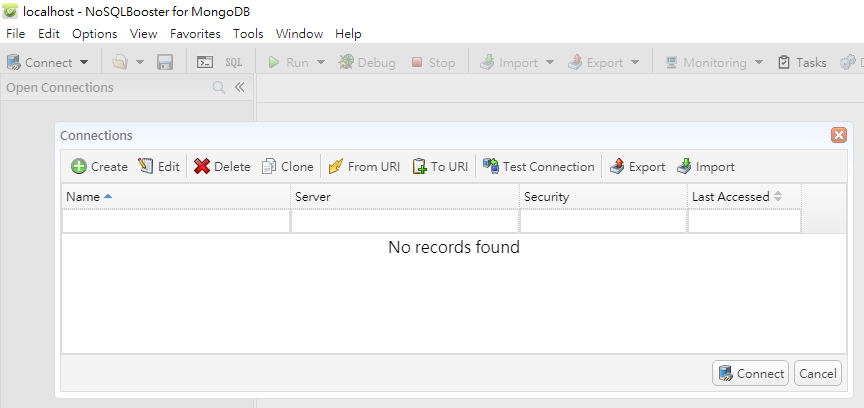 localhost - NoSQLBooster for MongoDB
File Edit Options View Favorites Tools Window Help
Connect SQL Run Debug Stop Import Export Monitoring Tasks
Open Connections
Connections
Create Edit Delete Clone From URI To URI Test Connection Export Import
Name Server Security Last Accessed
No records found
Connect Cancel